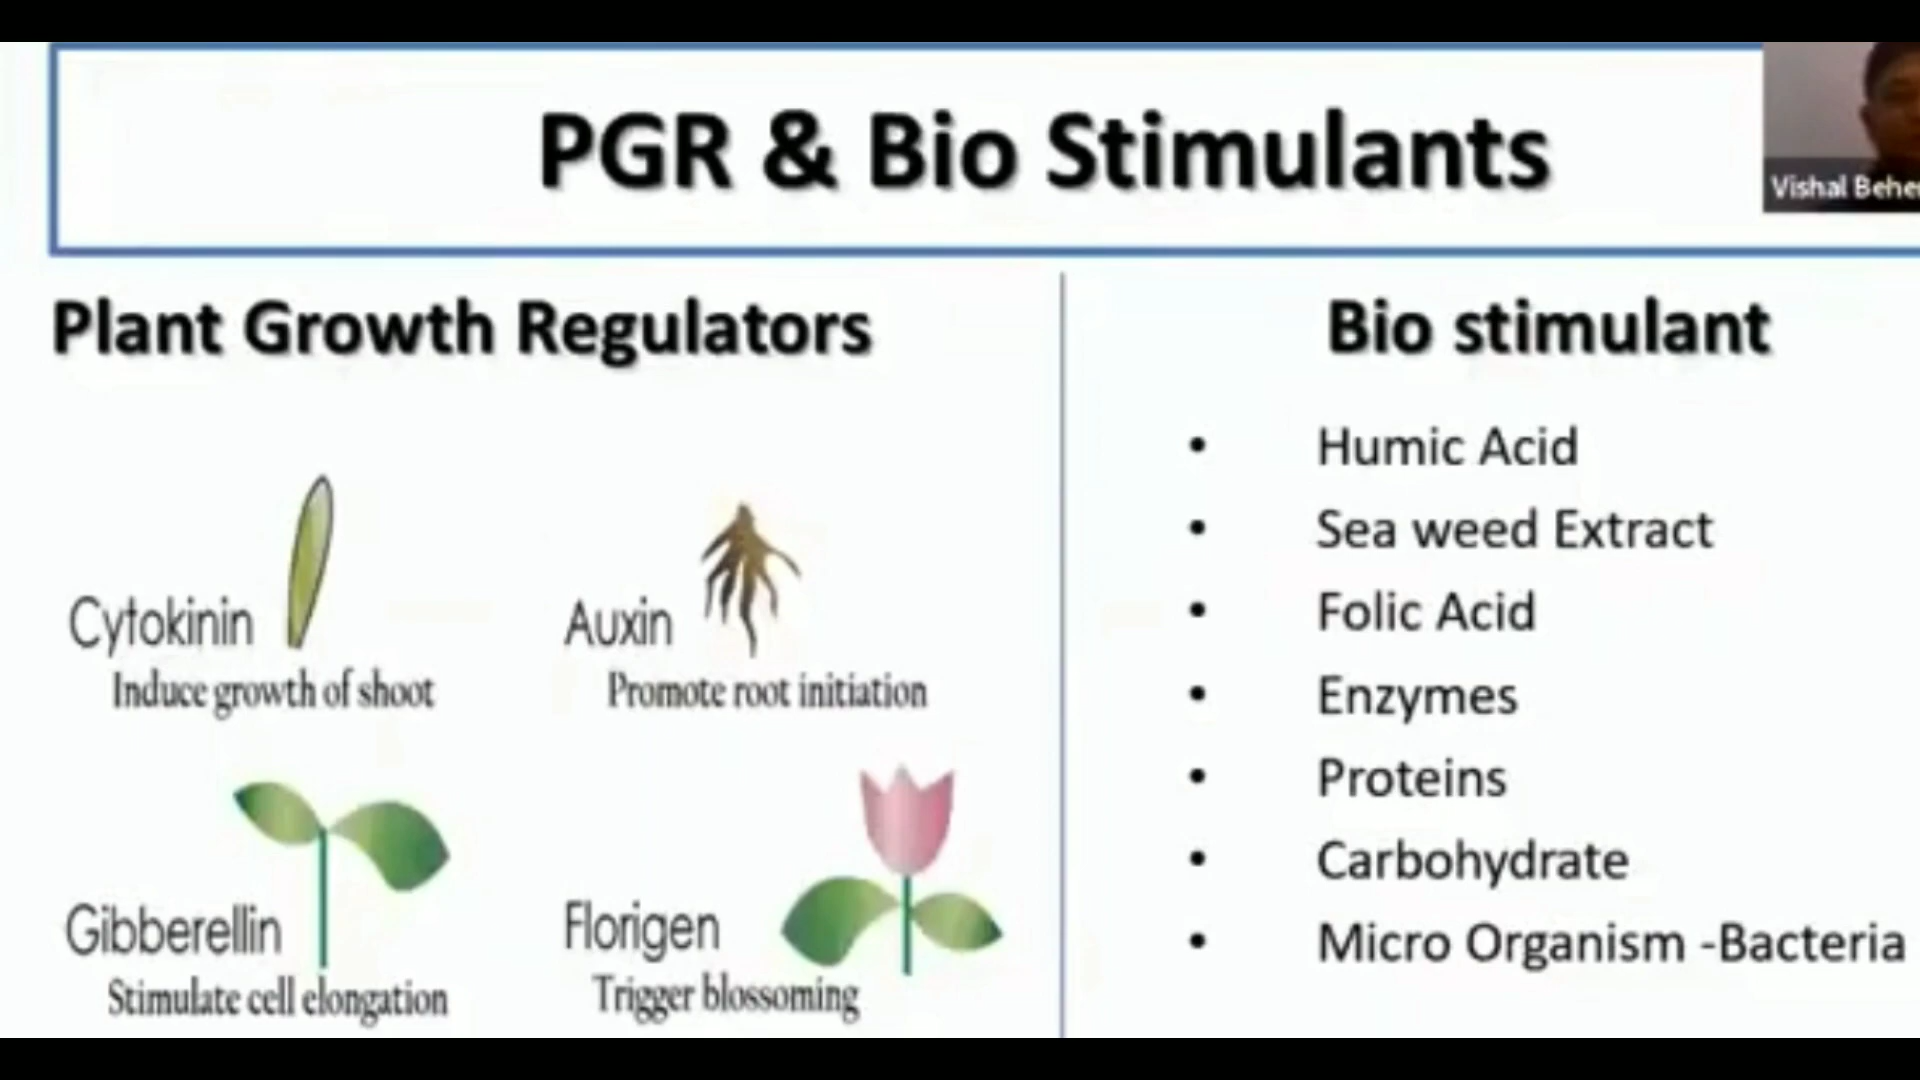 PGR & Bio Stimulants
Vishal
Plant Growth Regulators
Cytokinin
Induce growth of shoot
Auxin
Promote root initiation
Gibberellin
Stimulate cell elongation
Florigen
Trigger blossoming
Bio stimulant
• Humic Acid
• Sea weed Extract
• Folic Acid
• Enzymes
• Proteins
• Carbohydrate
• Micro Organism -Bacteria